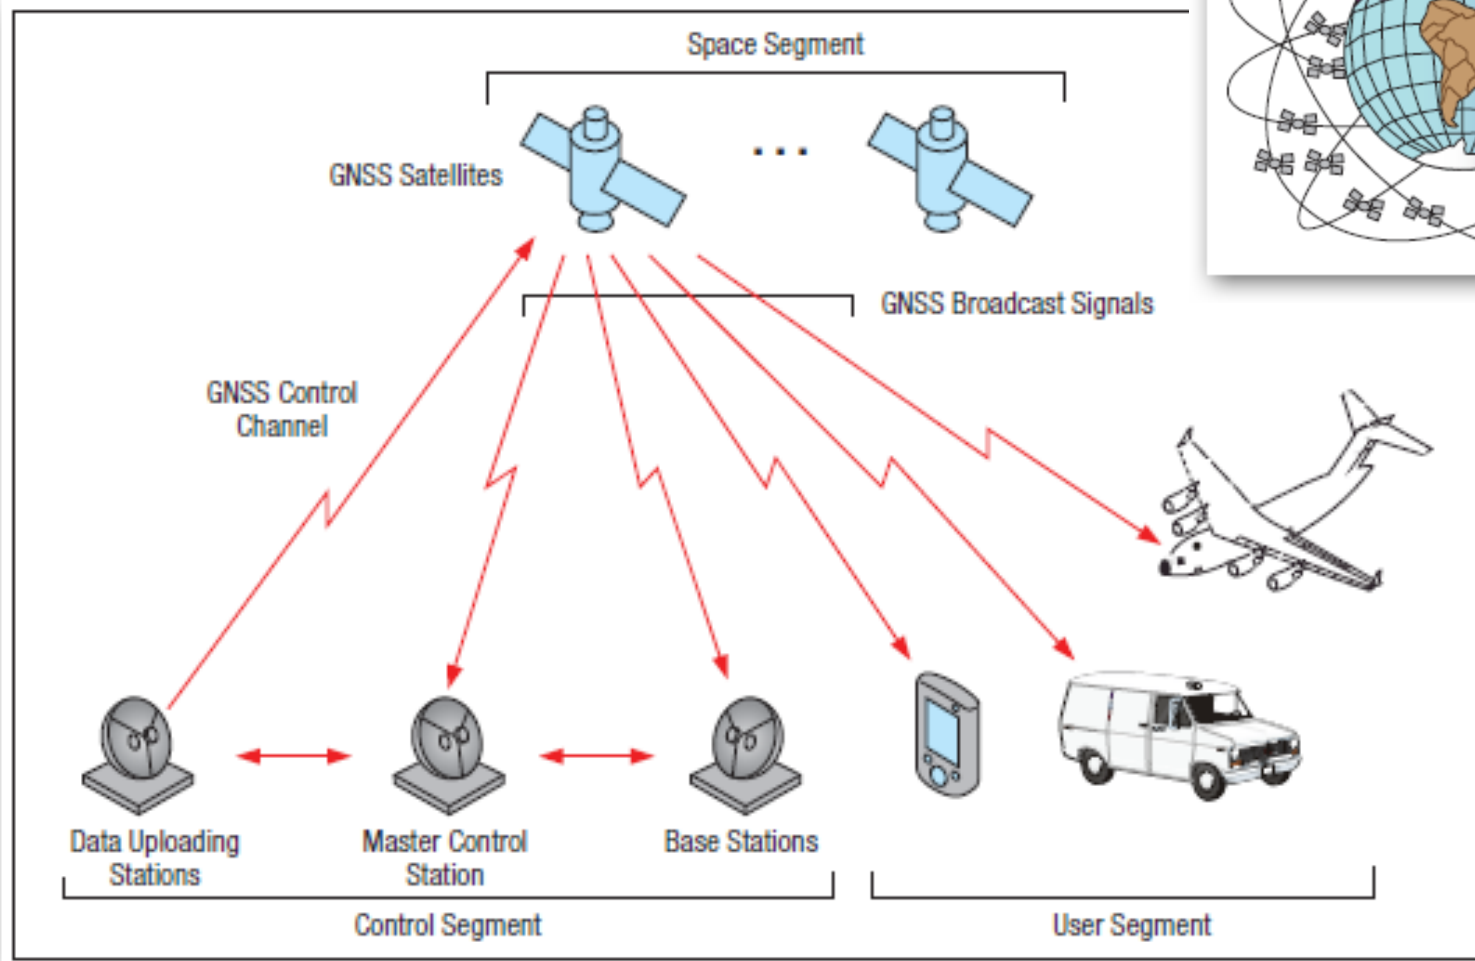 Space Segment
GNSS Satellites
. . .
GNSS Broadcast Signals
GNSS Control
Channel
Data Uploading
Stations
Master Control
Station
Base Stations
Control Segment
User Segment